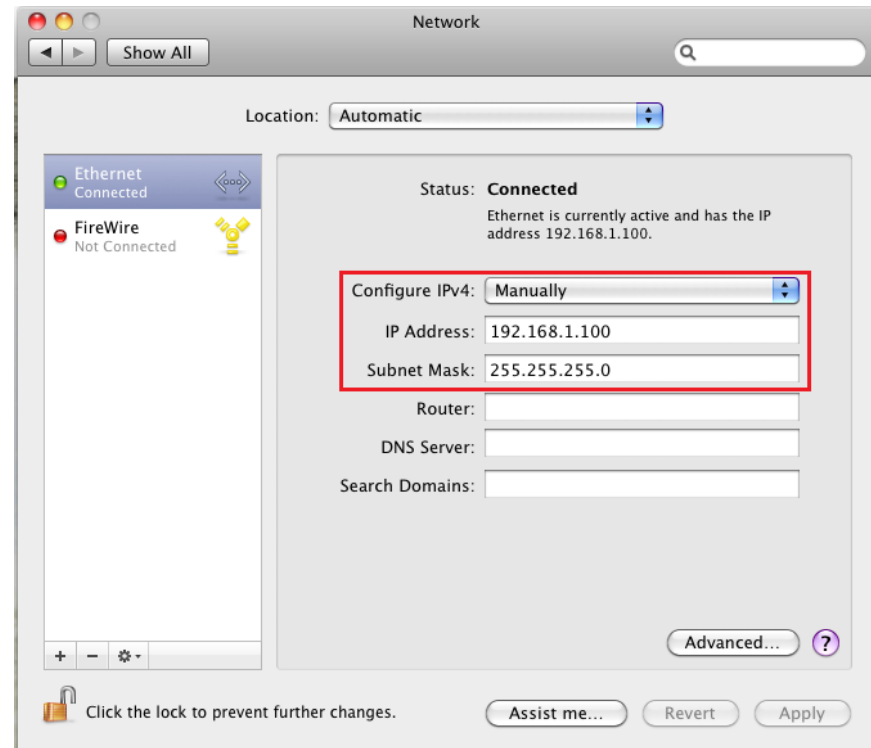 Network
Show All
Location: Automatic
Ethernet
Connected
FireWire
Not Connected
Status: Connected
Ethernet is currently active and has the IP
address 192.168.1.100.
Configure IPv4: Manually
IP Address: 192.168.1.100
Subnet Mask: 255.255.255.0
Router:
DNS Server:
Search Domains:
Advanced... ?
Click the lock to prevent further changes.
Assist me... Revert Apply